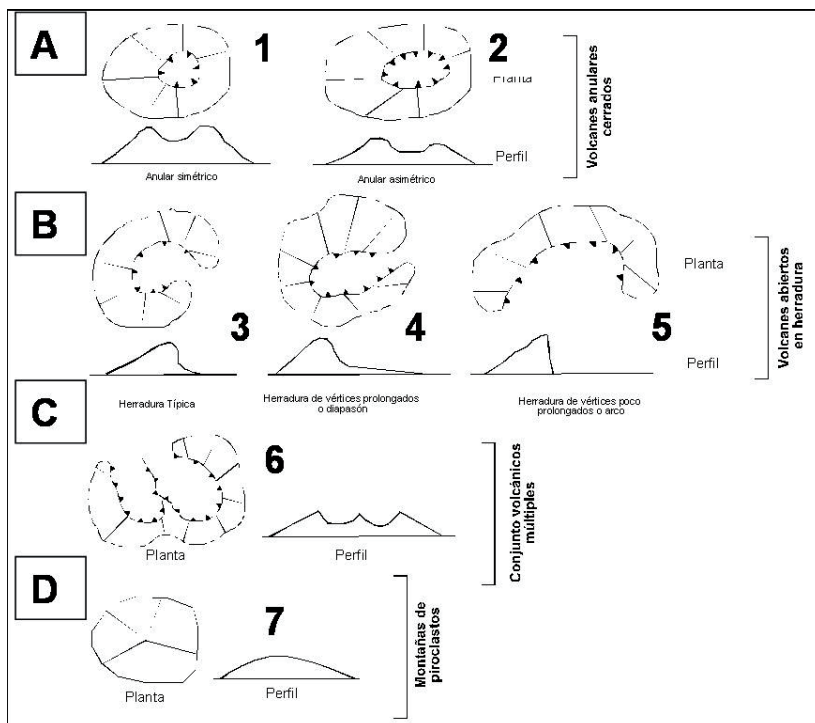 A
1
2
Planta
Perfil
Anular simétrico
Anular asimétrico
Volcanes anulares
cerrados
B
3
4
5
Planta
Perfil
Herradura Típica
Herradura de vértices prolongados
o diapasón
Herradura de vértices poco
prolongados o arco
Volcanes abiertos
en herradura
C
6
Planta
Perfil
Conjunto volcánicos
múltiples
D
7
Planta
Perfil
Montañas de
piroclastos